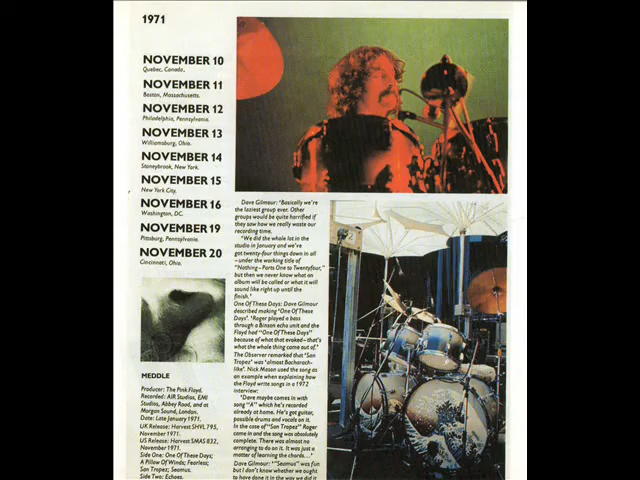 1971
NOVEMBER 10
Quebec, Canada.
NOVEMBER 11
Boston, Massachusetts.
NOVEMBER 12
Philadelphia, Pennsylvania.
NOVEMBER 13
Williamsburg, Ohio.
NOVEMBER 14
Stoneybrook, New York.
NOVEMBER 15
New York City.
NOVEMBER 16
Washington, DC.
NOVEMBER 19
Pittsburg, Pennsylvania.
NOVEMBER 20
Cincinnati, Ohio.
MEDDLE
Producer: The Pink Floyd.
Recorded: AIR Studios, EMI
Studios, Abbey Road, and at
Morgan Sound, London.
Date: Late January 1971.
UK Release: Harvest SHVL 795,
November 1971.
US Release: Harvest SMAS 832,
November 1971.
Side One: One Of These Days;
A Pillow Of Winds; Fearless;
San Tropez; Seamus.
Side Two: Echoes.
Dave Gilmour: 'Basically we're
the laziest group ever. Other
groups would be quite horrified if
they saw how we really waste our
recording time.
'We did the whole lot in the
studio in January and we've
got twenty-four things down in all
– under the working title of
"Nothing – Parts One to Twentyfour,"
but then we never know what an
album will be called or what it will
sound like right up until the
finish.'
One Of These Days: Dave Gilmour
described making 'One Of These
Days'. 'Roger played a bass
through a Binson echo unit and the
Floyd had "One Of These Days"
because of what that evoked – that's
what the whole thing came out of.'
The Observer remarked that 'San
Tropez' was 'almost Bacharach-
like'. Nick Mason used the song as
an example when explaining how
the Floyd write songs in a 1972
interview:
'Dave maybe comes in with
song "A" which he's recorded
already at home. He's got guitar,
possible drums and vocals on it.
In the case of "San Tropez" Roger
came in and the song was absolutely
complete. There was almost no
arranging to do on it. It was just a
matter of learning the chords...'
Dave Gilmour: '"Seamus" was fun
but I don't know whether we ought
to have done it in the way we did it